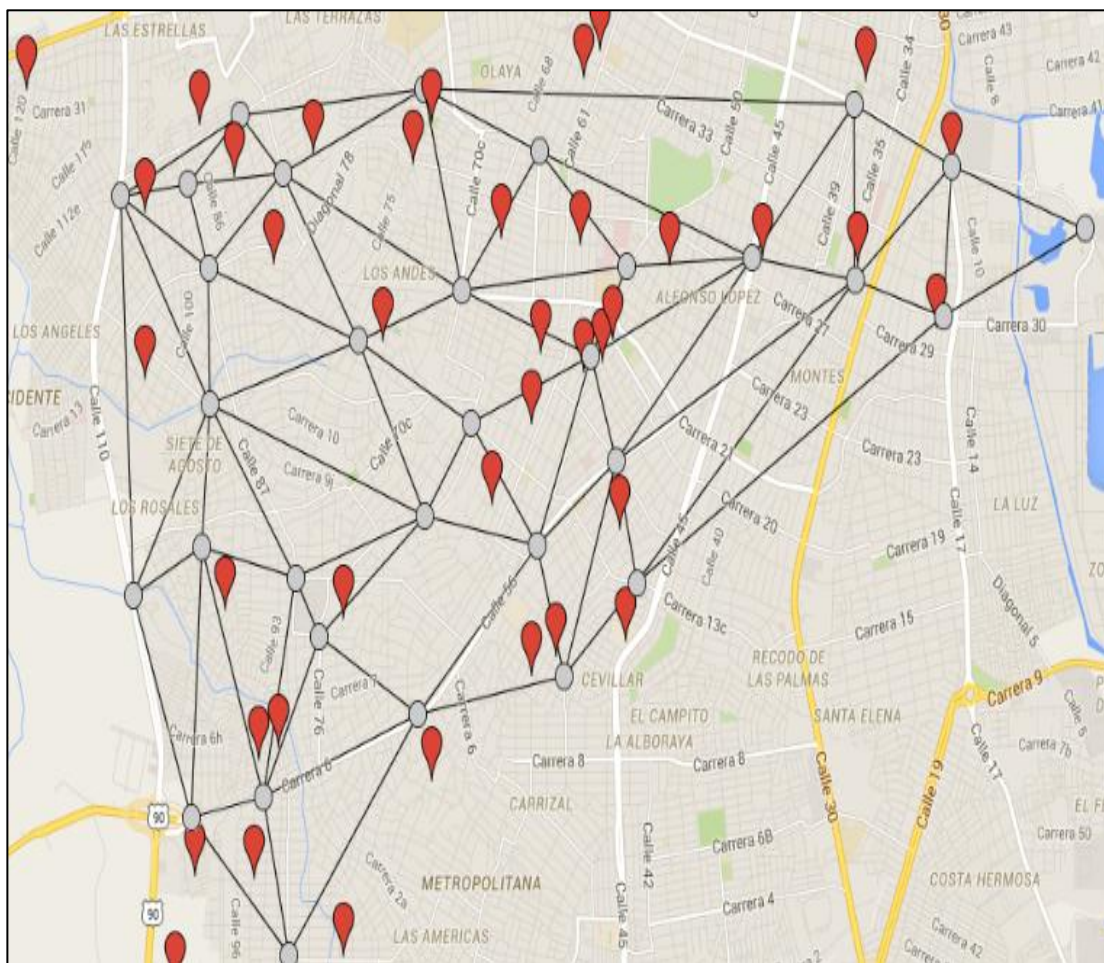 LAS TERRAZAS
LAS ESTRELLAS
30
Carrera 43
Calle 34
Calle 8
Carrera 42
OLAYA
Calle 68
Calle 120
Carrera 31
Calle 61
Carrera 33
Calle 50
Calle 45
Carrera 41
Calle 70c
Calle 35
Calle 86
Diagonal 78
Calle 75
Calle 39
Calle 112e
Calle 10
LOS ANDES
ALFONSO LOPEZ
Calle 100
LOS ANGELES
Carrera 27
Carrera 29
Carrera 30
MONTES
CIDENTE
Carrera 13
Calle 110
Carrera 23
SIETE DE
AGOSTO
Carrera 10
Calle 70c
Carrera 21
Carrera 23
Calle 14
Calle 87
Carrera 9j
LOS ROSALES
Carrera 20
LA LUZ
Calle 45
Calle 40
Carrera 19
Calle 17
Calle 56
Diagonal 5
Calle 93
Carrera 13c
Carrera 15
RECODO DE
LAS PALMAS
Carrera 7
Calle 76
CEVILLAR
Carrera 9
Carrera 6
EL CAMPITO
SANTA ELENA
LA ALBORAYA
Carrera 6h
Carrera 8
Carrera 8
Carrera 8
Carrera 7b
Calle 17
Calle 30
Calle 19
90
CARRIZAL
Carrera 6B
Calle 42
Carrera 50
METROPOLITANA
Carrera 2a
COSTA HERMOSA
Carrera 4
90
Calle 96
LAS AMERICAS
Calle 45
Carrera 42